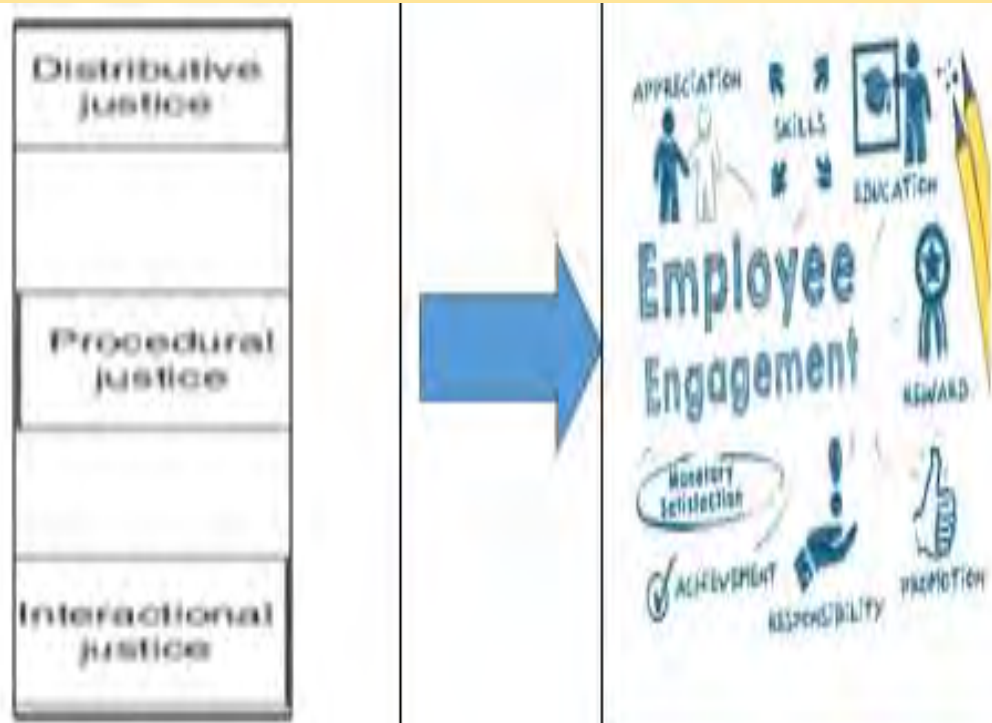 Distributive
justice
Procedural
justice
Interactional
justice
APPRECIATION
SKILLS
EDUCATION
Employee
Engagement
REWARD
Monetary
Satisfaction
ACHIEVEMENT
RESPONSIBILITY
PROMOTION